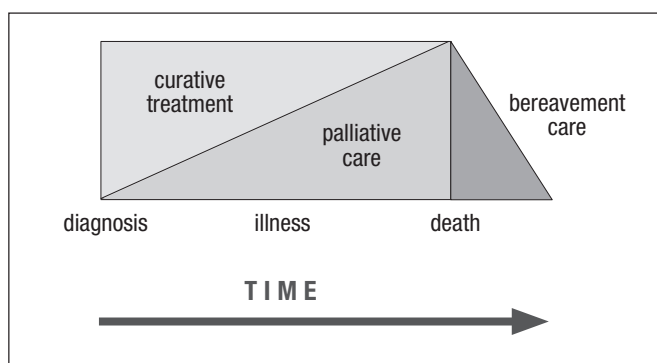 curative
treatment
palliative
care
bereavement
care
diagnosis illness death
TIME